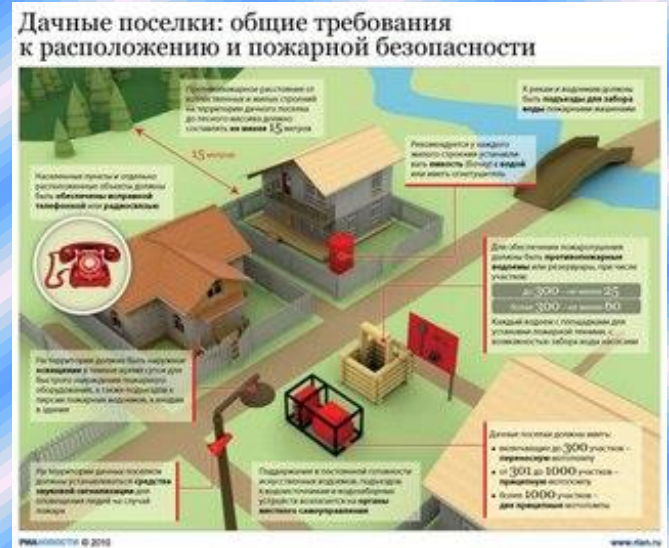 Дачные поселки: общие требования
к расположению и пожарной безопасности
Противопожарное расстояние от
хозяйственных и жилых строений
на территории дачного поселка
до лесного массива должно
составлять не менее 15 метров
15 метров
К рекам и водоемам должны
быть подъезды для забора
воды пожарными машинами
Рекомендуется у каждого
жилого строения устанавли-
вать емкость (бочку) с водой
или иметь огнетушитель
Населенные пункты и отдельно
расположенные объекты должны
быть обеспечены исправной
телефонной или радиосвязью
Для обеспечения пожаротушения
должны быть противопожарные
водоемы или резервуары, при числе
участков:
до 300 - не менее 25
более 300 - не менее 60
Каждый водоем с площадками для
установки пожарной техники, с
возможностью забора воды насосами
На территории должно быть наружное
освещение в темное время суток для
быстрого нахождения пожарного
оборудования, а также подъездов к
пирсам пожарных водоемов, к входам
в здания
На территории дачных поселков
должны устанавливаться средства
звуковой сигнализации для
оповещения людей на случай
пожара
Поддержание в постоянной готовности
искусственных водоемов, подъездов
к водоисточникам и водозаборных
устройств возлагается на органы
местного самоуправления
Дачные поселки должны иметь:
• включающие до 300 участков –
переносную мотопомпу
• от 301 до 1000 участков –
прицепную мотопомпу
• более 1000 участков –
две прицепные мотопомпы
РИАНОВОСТИ © 2010
www.rian.ru